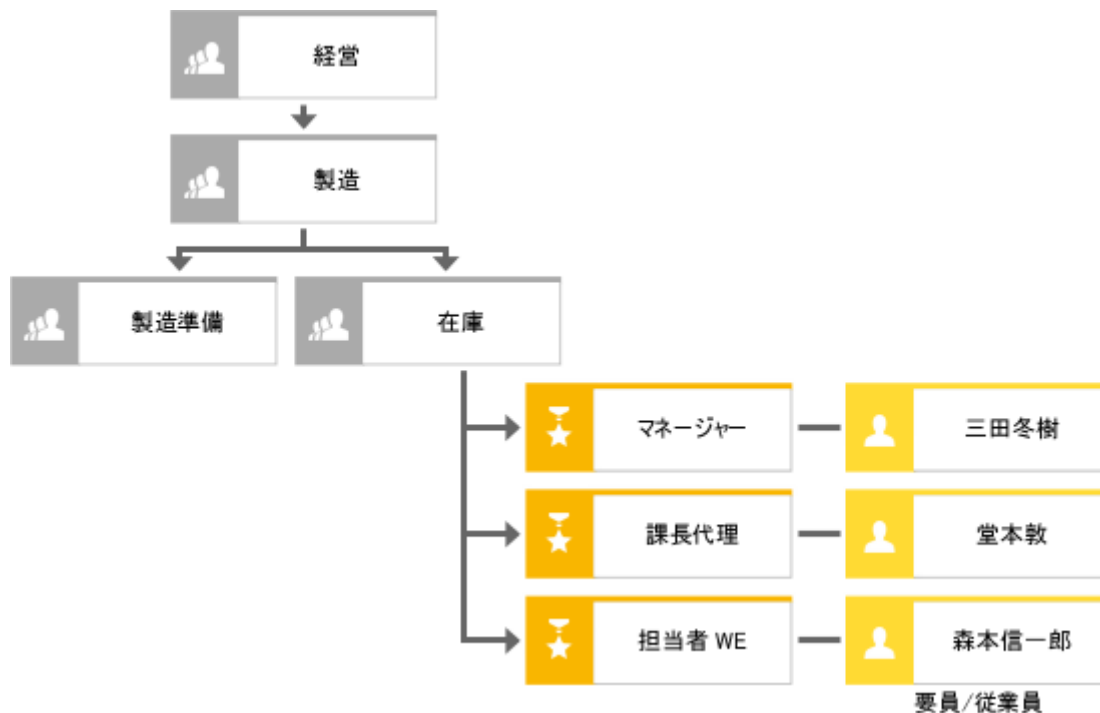 経営
製造
製造準備
在庫
マネージャー
三田冬樹
課長代理
堂本敦
担当者 WE
森本信一郎
要員/従業員